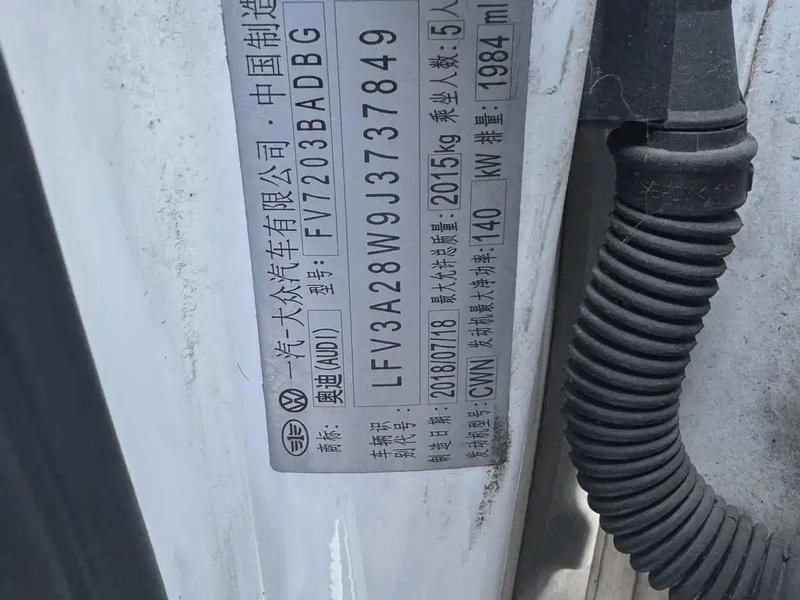 一汽-大众汽车有限公司·中国制造
商标: 奥迪(AUDI) 型号: FV7203BADBG
车辆识别代号: LFV3A28W9J3737849
制造日期: 2018/07/18 最大允许总质量: 2015kg 乘坐人数: 5人
发动机型号: CWN 发动机最大净功率: 140 kW 排量: 1984 ml